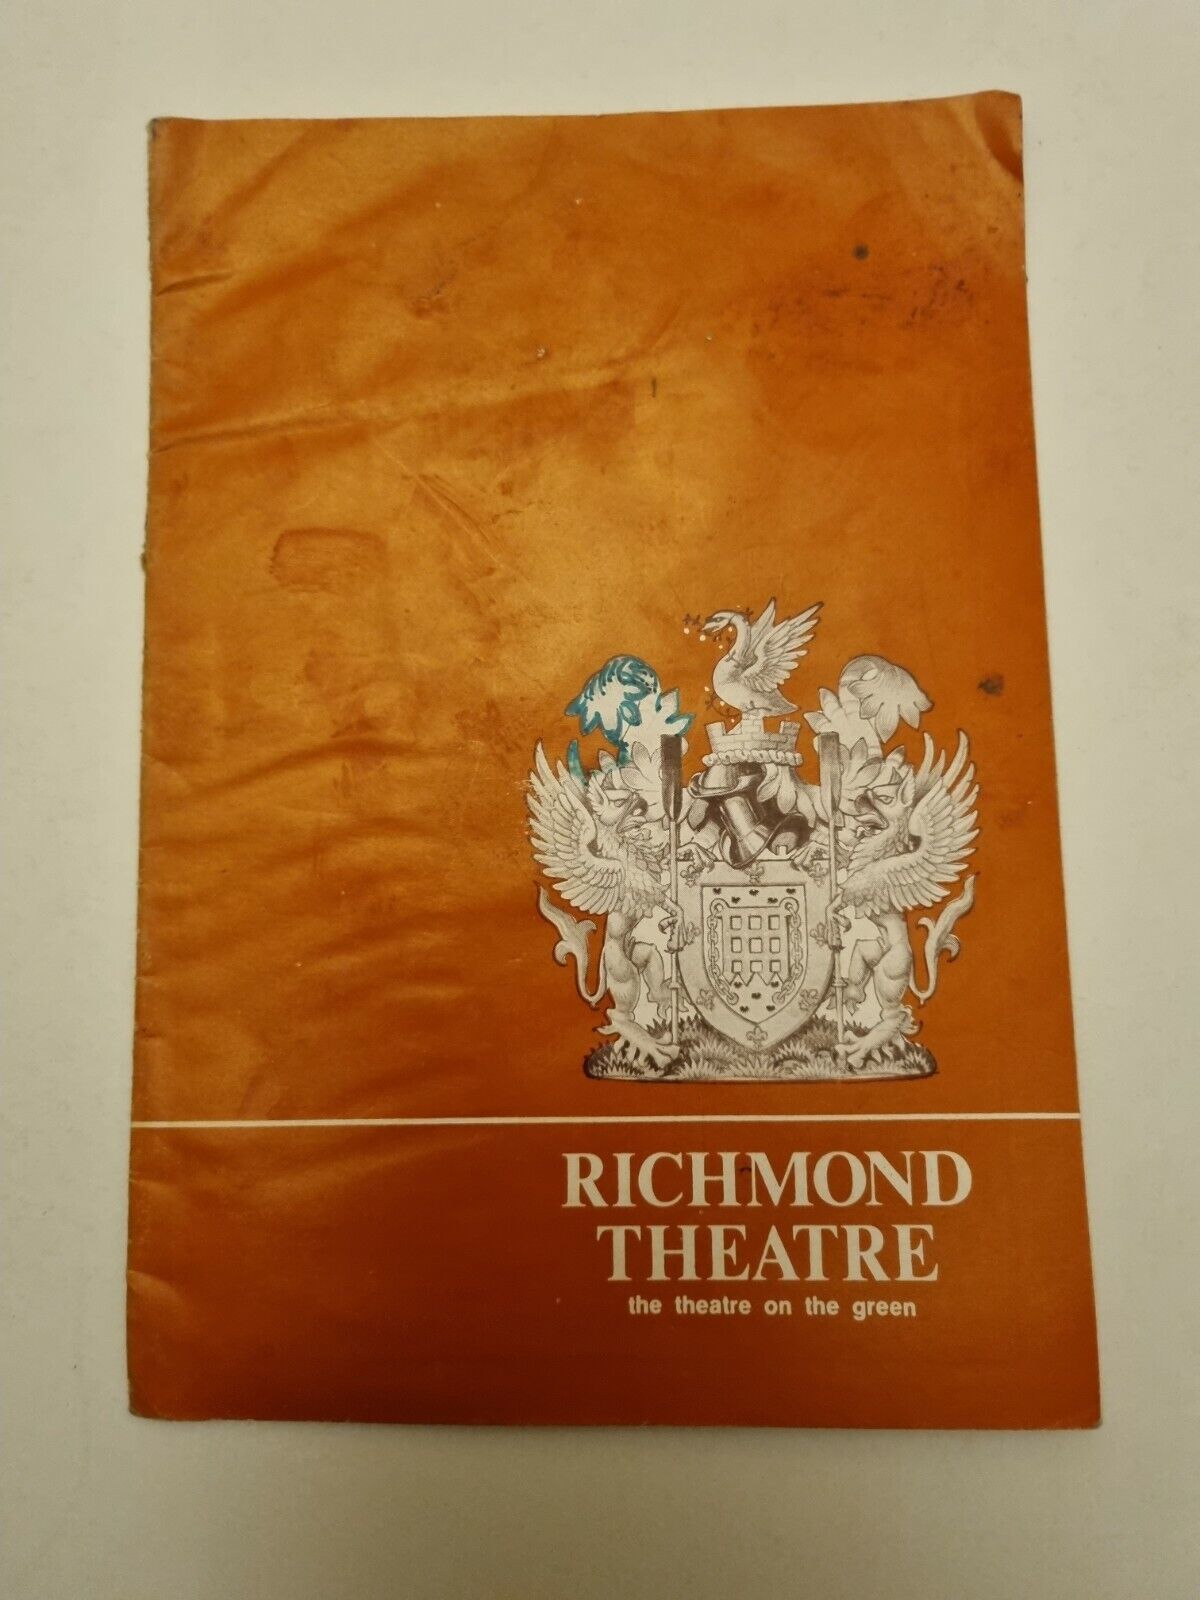 RICHMOND
THEATRE
the theatre on the green